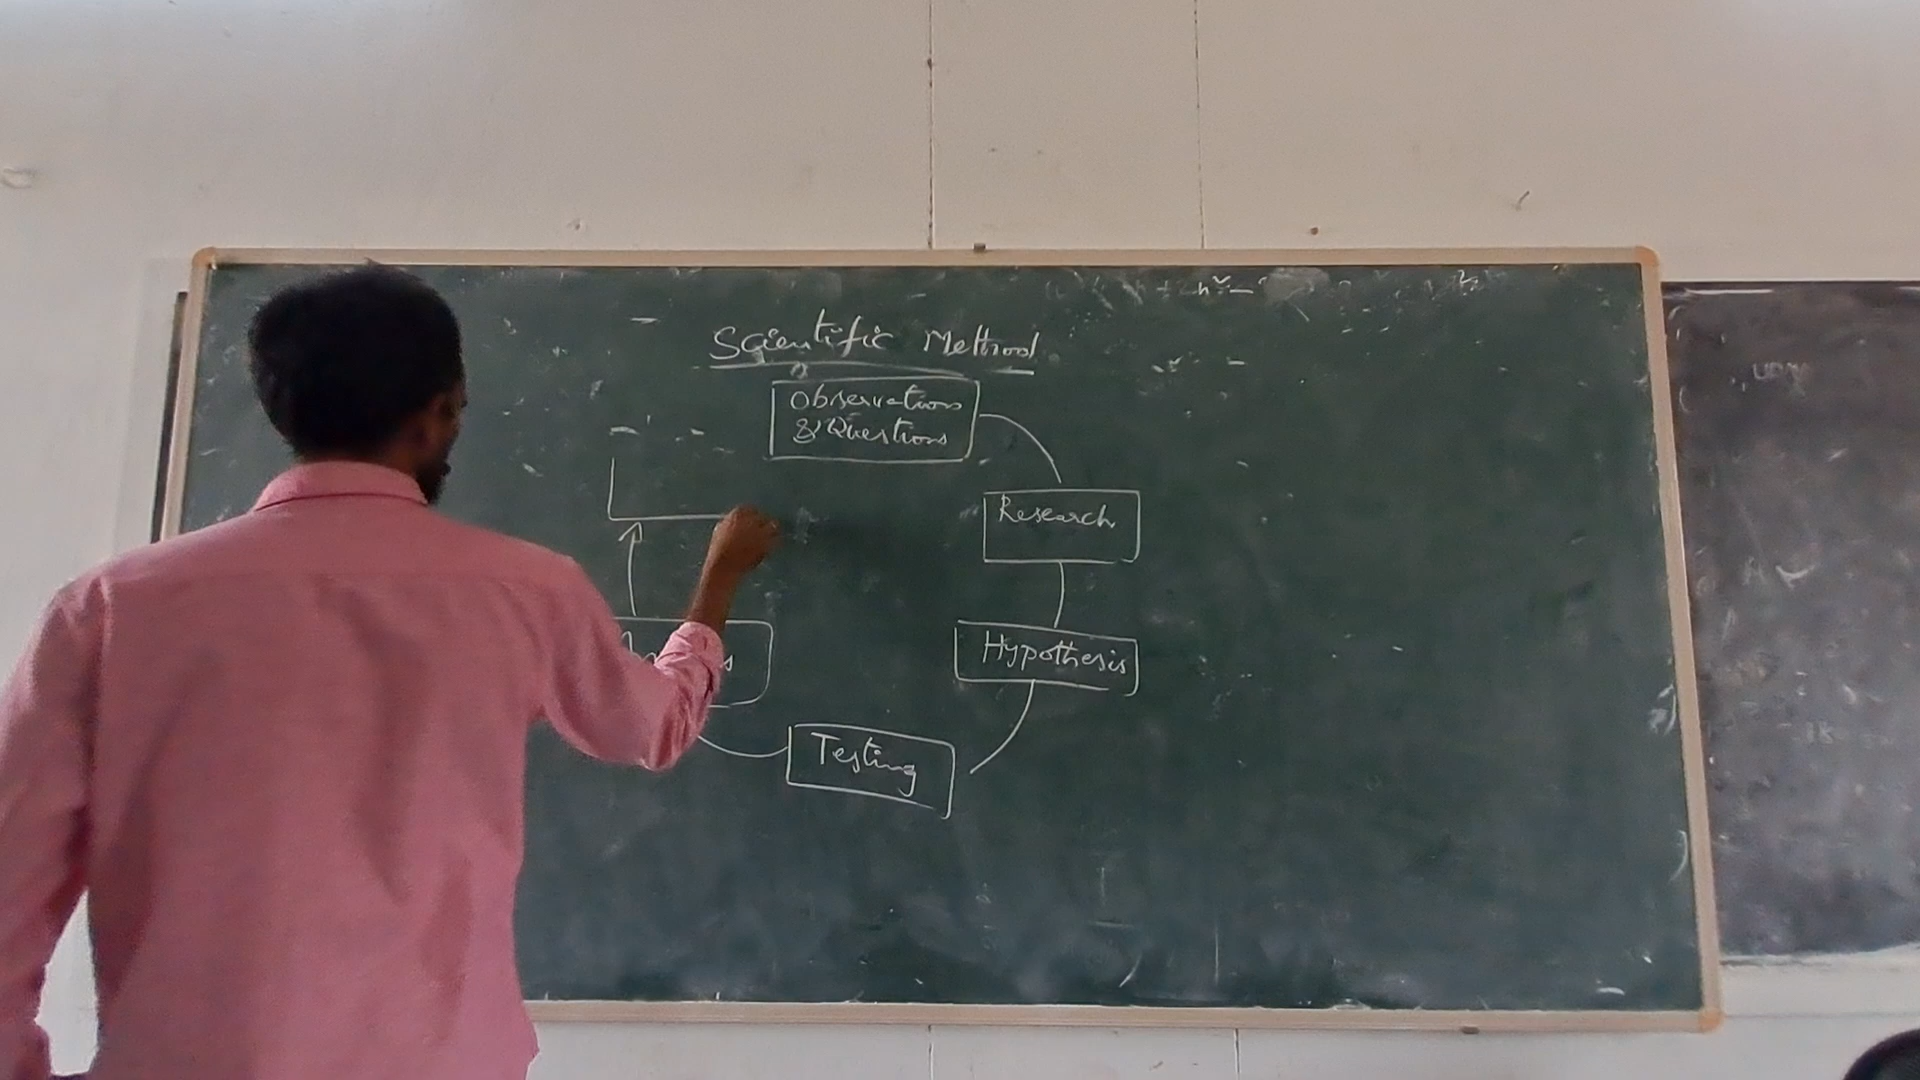 Scientific Method
Observations
& Questions
Research
Hypothesis
Testing